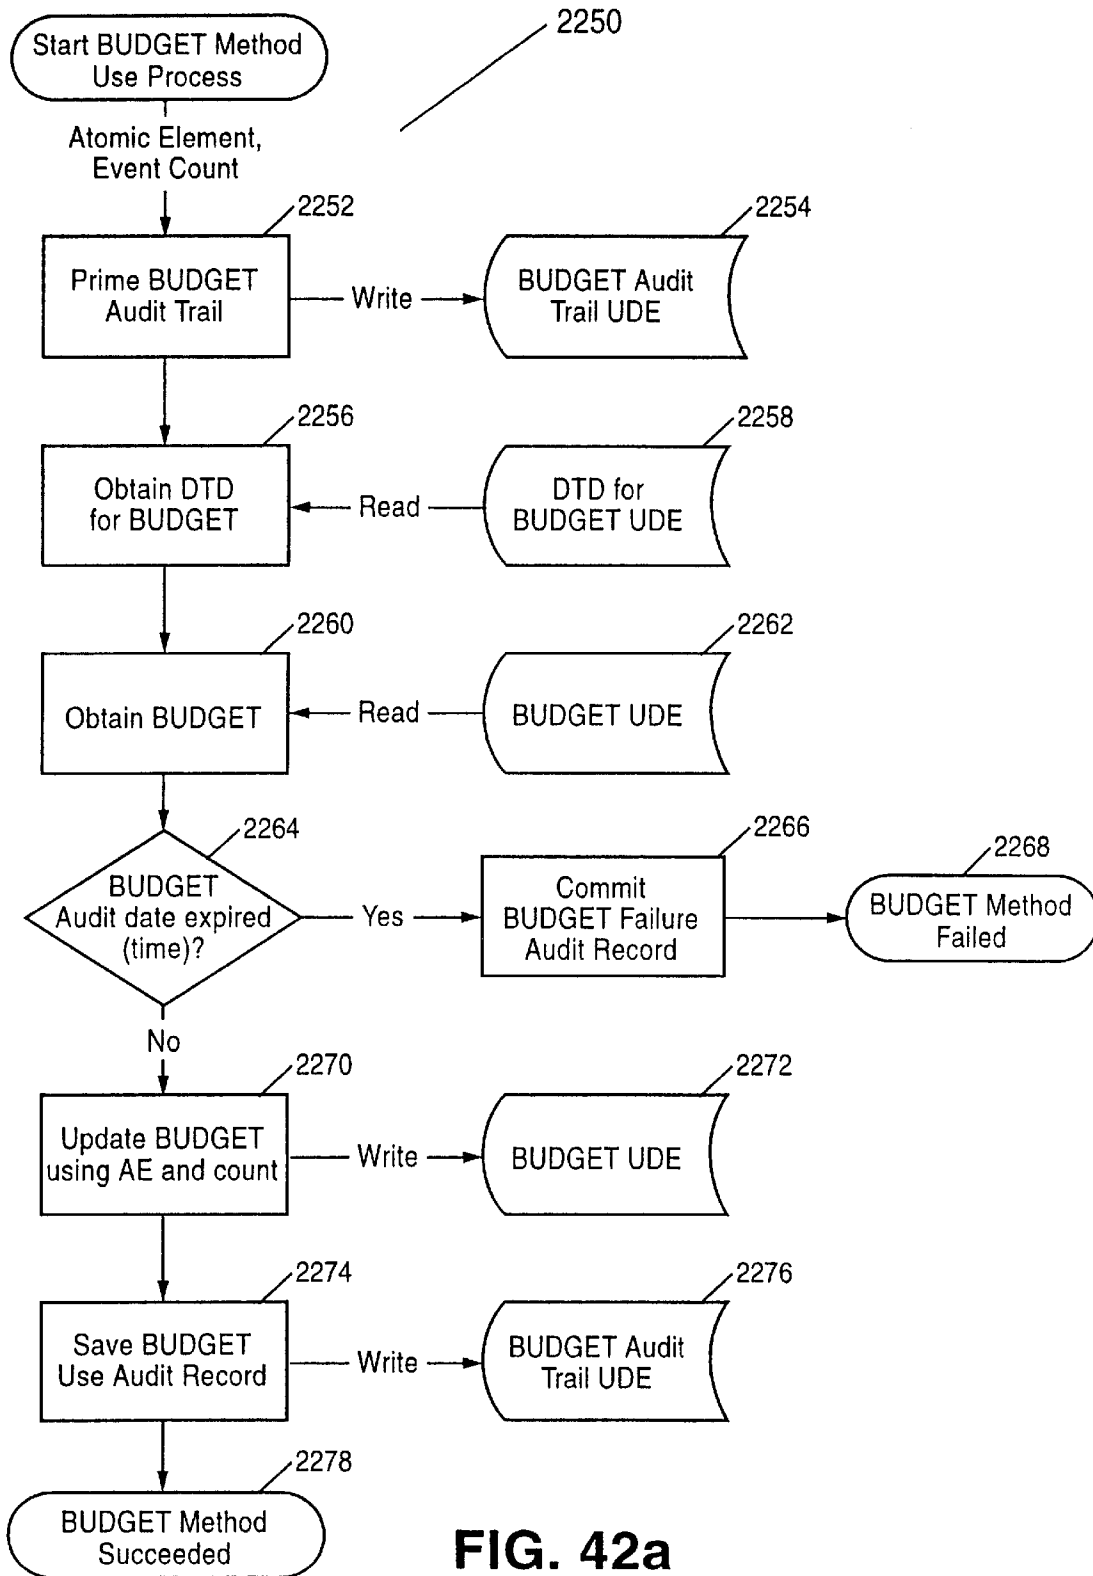 2250
Start BUDGET Method
Use Process
Atomic Element,
Event Count
2252
2254
Prime BUDGET
Audit Trail
Write
BUDGET Audit
Trail UDE
2256
2258
Obtain DTD
for BUDGET
Read
DTD for
BUDGET UDE
2260
2262
Obtain BUDGET
Read
BUDGET UDE
2264
2266
2268
BUDGET
Audit date expired
(time)?
Yes
Commit
BUDGET Failure
Audit Record
BUDGET Method
Failed
No
2270
2272
Update BUDGET
using AE and count
Write
BUDGET UDE
2274
2276
Save BUDGET
Use Audit Record
Write
BUDGET Audit
Trail UDE
2278
BUDGET Method
Succeeded
FIG. 42a